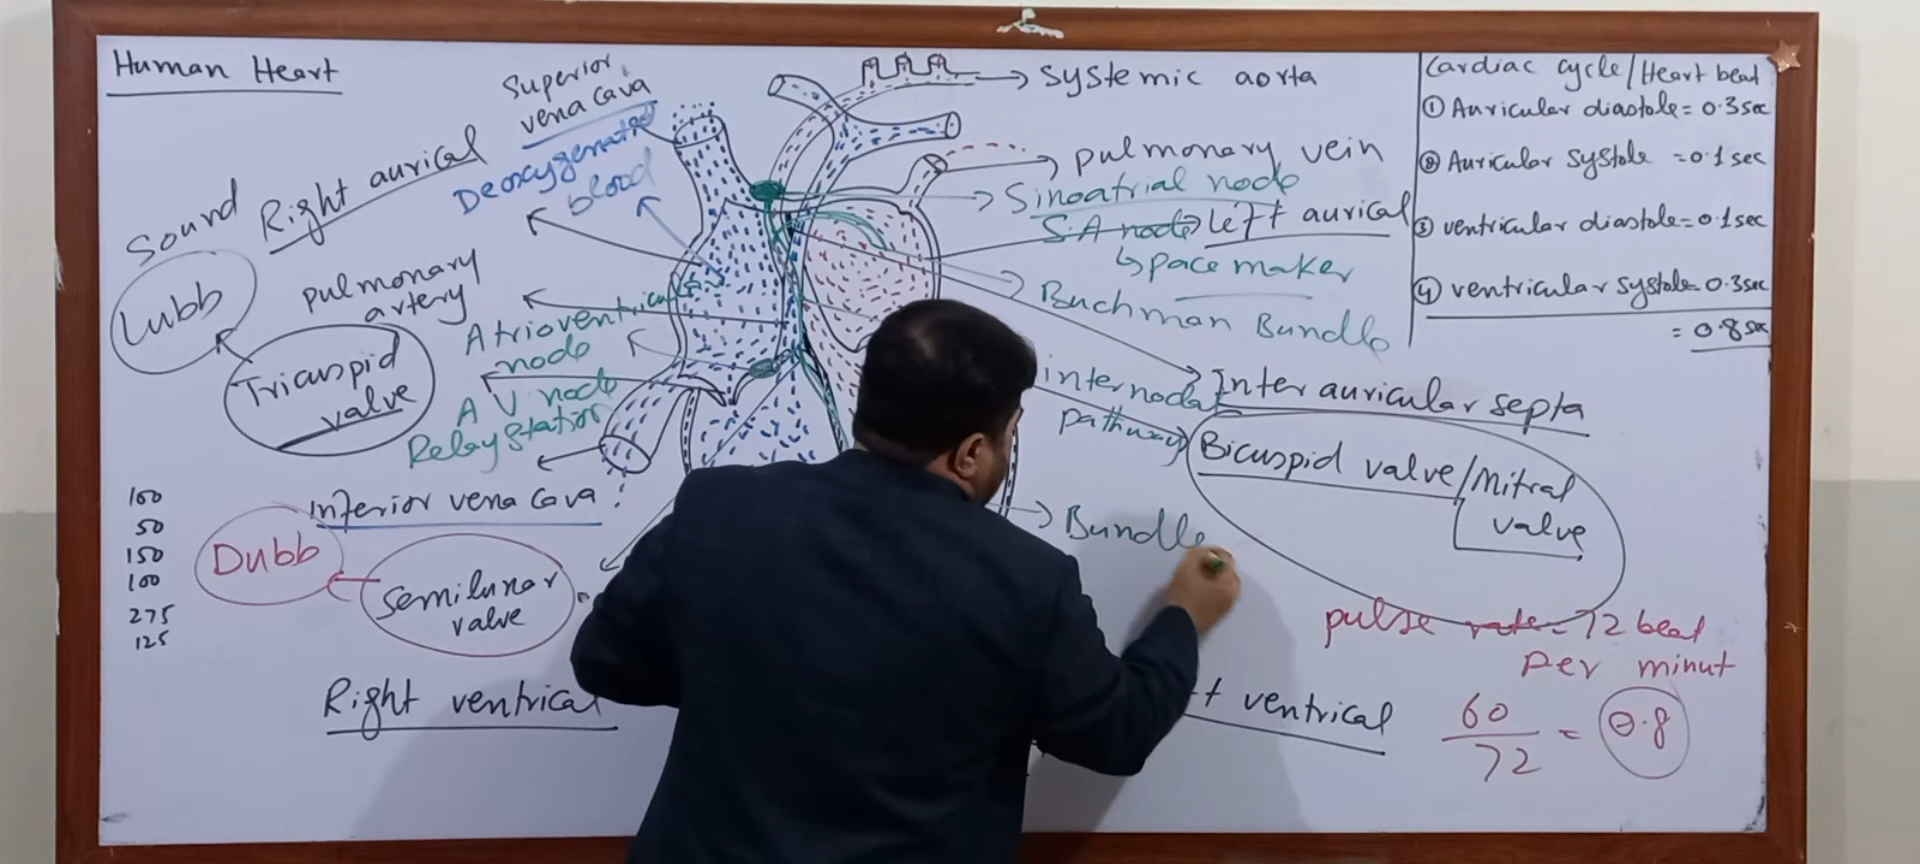 Human Heart
Superior
vena cava
Deoxygenated
blood
Right aurical
Sound
Lubb
pulmonary
artery
Tricuspid
valve
Atrioventricular
node
A V node
Relay Station
Inferior vena cava
100
50
150
100
275
125
Dubb
Semilunar
valve
Right ventrical
systemic aorta
pulmonary vein
Sinoatrial node
S.A node
Left aurical
pace maker
Buchman Bundle
internodal
pathway
Inter auricular septa
Bicuspid valve/Mitral
valve
Bundle
t ventrical
Cardiac cycle/Heart beat
① Auricular diastole = 0.3 sec
② Auricular systole = 0.1 sec
③ ventricular diastole = 0.1 sec
④ ventricular systole = 0.3 sec
= 0.8 sec
pulse rate = 72 beat
per minut
60
72
= 0.8